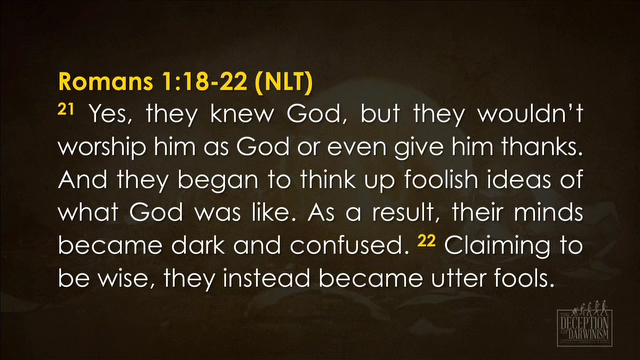 Romans 1:18-22 (NLT)
21 Yes, they knew God, but they wouldn’t
worship him as God or even give him thanks.
And they began to think up foolish ideas of
what God was like. As a result, their minds
became dark and confused. 22 Claiming to
be wise, they instead became utter fools.
DECEPTION
OF DARWINISM